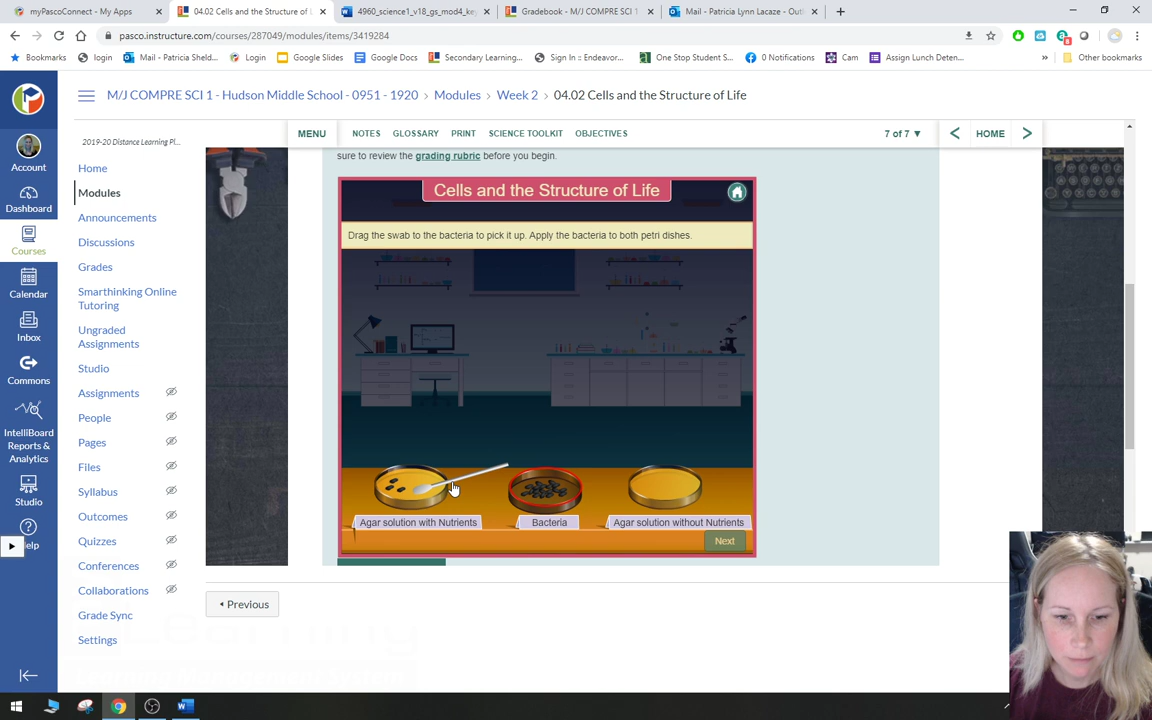 myPascoConnect - My Apps
04.02 Cells and the Structure of L
4960_science1_v18_gs_mod4_ke
Gradebook - M/J COMPRE SCI 1
Mail - Patricia Lynn Lacaze - Out
pasco.instructure.com/courses/287049/modules/items/3419284
Bookmarks
login
Mail - Patricia Sheld...
Login
Google Slides
Google Docs
Secondary Learning...
Sign In :: Endeavor...
One Stop Student S...
0 Notifications
Cam
Assign Lunch Deten...
Other bookmarks
M/J COMPRE SCI 1 - Hudson Middle School - 0951 - 1920 > Modules > Week 2 > 04.02 Cells and the Structure of Life
Account
Dashboard
Courses
Calendar
Inbox
Commons
IntelliBoard Reports & Analytics
Studio
elp
2019-20 Distance Learning Pl...
Home
Modules
Announcements
Discussions
Grades
Smarthinking Online Tutoring
Ungraded Assignments
Studio
Assignments
People
Pages
Files
Syllabus
Outcomes
Quizzes
Conferences
Collaborations
Grade Sync
Settings
MENU
NOTES
GLOSSARY
PRINT
SCIENCE TOOLKIT
OBJECTIVES
7 of 7
HOME
sure to review the grading rubric before you begin.
Cells and the Structure of Life
Drag the swab to the bacteria to pick it up. Apply the bacteria to both petri dishes.
Agar solution with Nutrients
Bacteria
Agar solution without Nutrients
Next
Previous